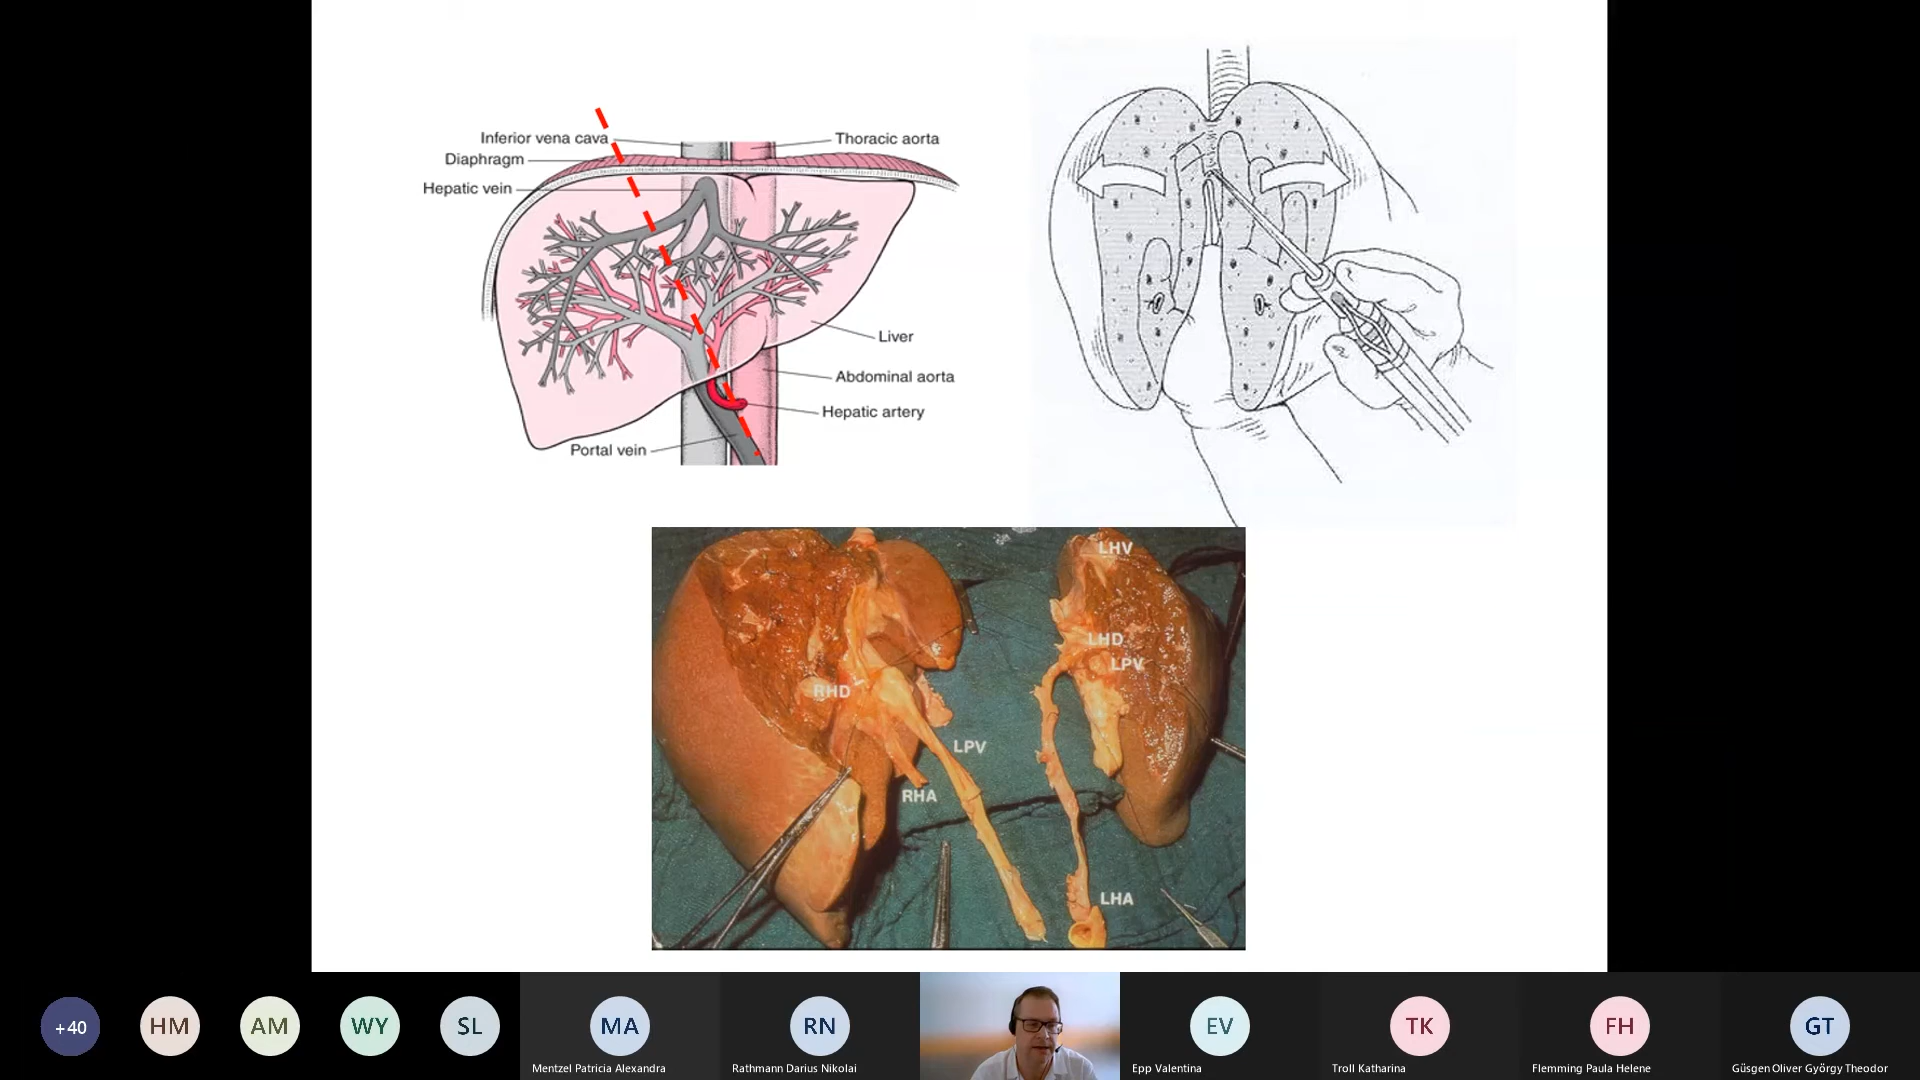 Inferior vena cava
Thoracic aorta
Diaphragm
Hepatic vein
Liver
Abdominal aorta
Hepatic artery
Portal vein
LHV
LHD
LPV
RHD
LPV
RHA
LHA
+40
HM
AM
WY
SL
MA
RN
EV
TK
FH
GT
Mentzel Patricia Alexandra
Rathmann Darius Nikolai
Epp Valentina
Troll Katharina
Flemming Paula Helene
Güsgen Oliver György Theodor